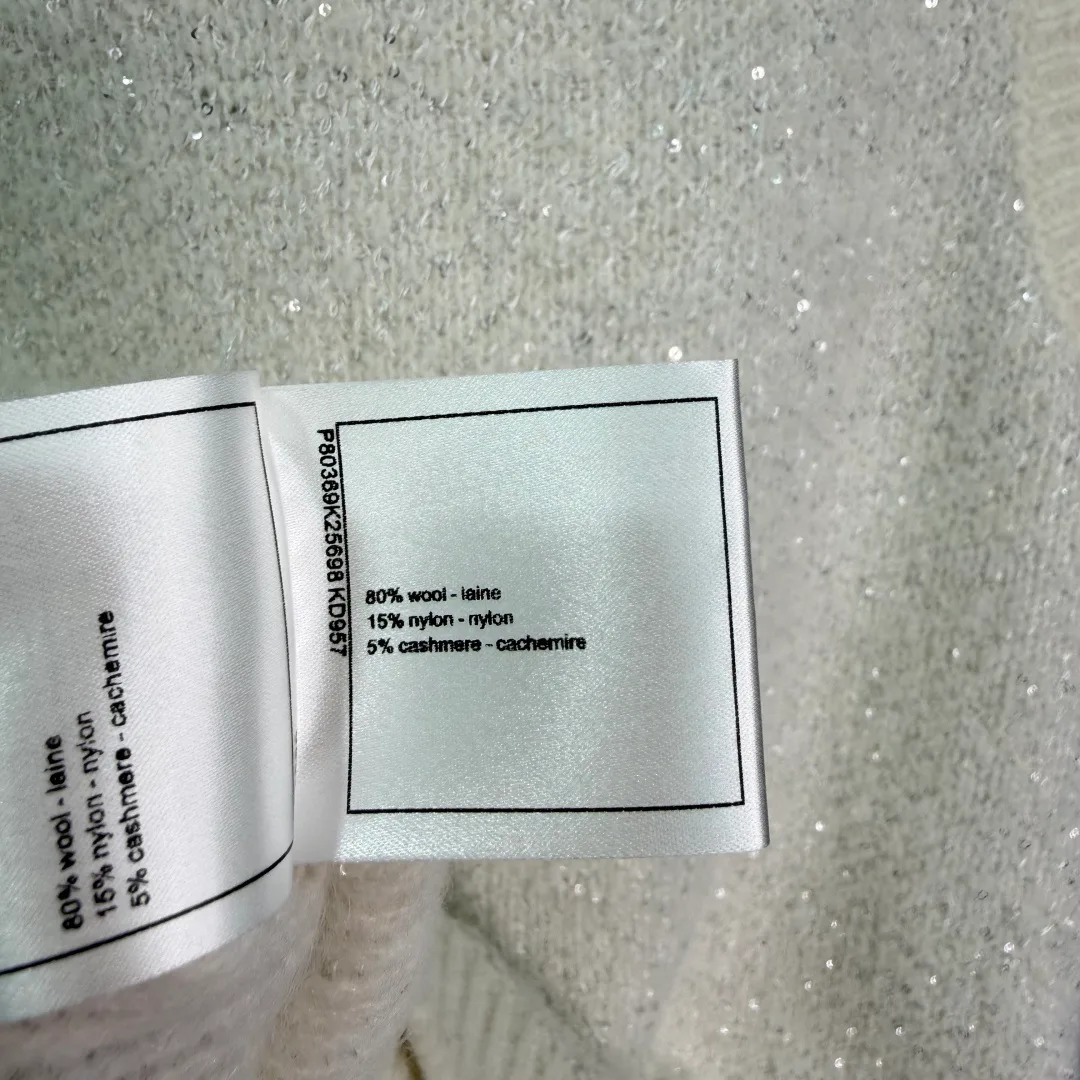 80% wool - laine
15% nylon - nylon
5% cashmere - cachemire
P80369K25698 KD957
80% wool - laine
15% nylon - nylon
5% cashmere - cachemire